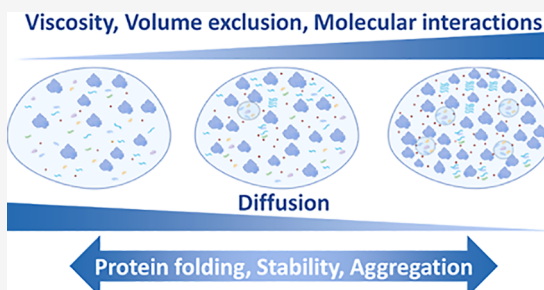 Viscosity, Volume exclusion, Molecular interactions
Diffusion
Protein folding, Stability, Aggregation